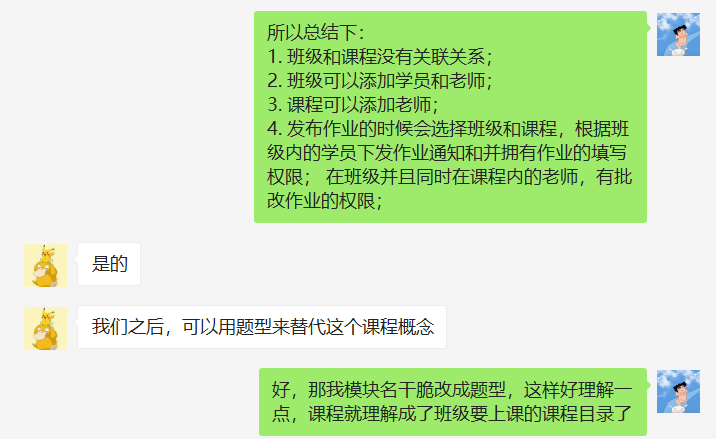 所以总结下：
1. 班级和课程没有关联关系；
2. 班级可以添加学员和老师；
3. 课程可以添加老师；
4. 发布作业的时候会选择班级和课程，根据班
级内的学员下发作业通知和并拥有作业的填写
权限； 在班级并且同时在课程内的老师，有批
改作业的权限；
是的
我们之后，可以用题型来替代这个课程概念
好，那我模块名干脆改成题型，这样好理解一
点，课程就理解成了班级要上课的课程目录了